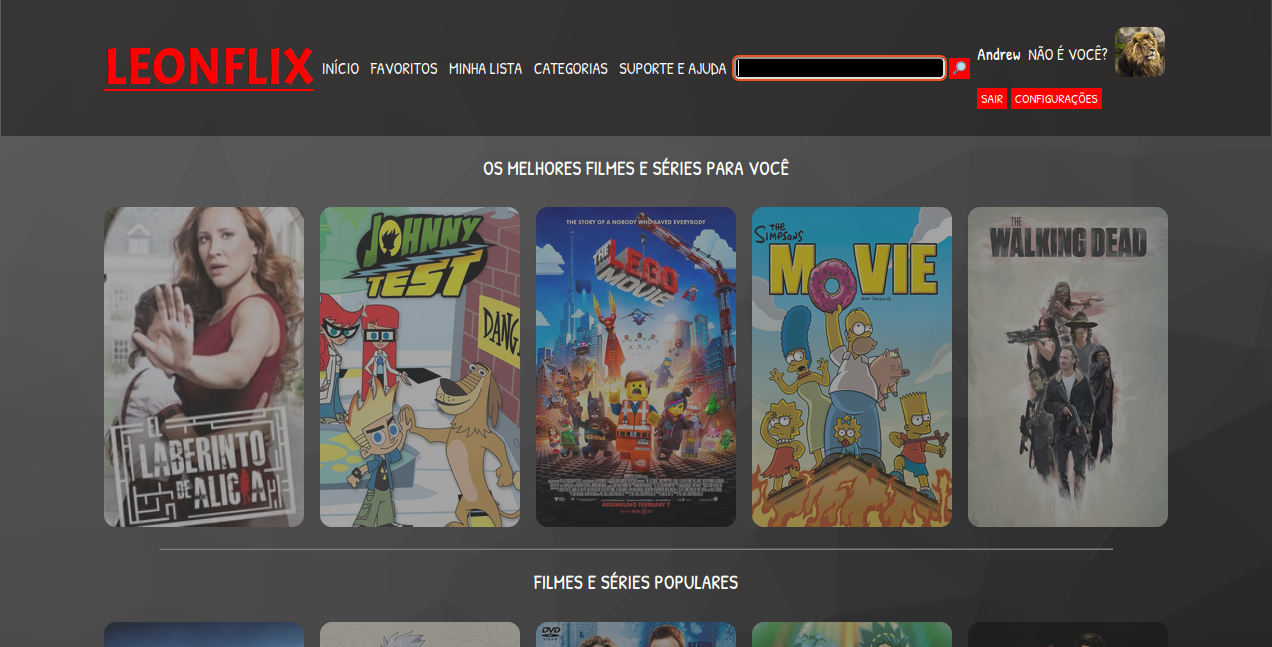 LEONFLIX
INÍCIO FAVORITOS MINHA LISTA CATEGORIAS SUPORTE E AJUDA
Andrew NÃO É VOCÊ?
SAIR CONFIGURAÇÕES
OS MELHORES FILMES E SÉRIES PARA VOCÊ
EL
LABERINTO
DE ALICIA
JOHNNY
TEST
DANG
THE STORY OF A NOBODY WHO SAVED EVERYBODY
THE
LEGO
MOVIE
ASSEMBLING FEBRUARY 7
THE
SIMPSONS
MOVIE
THE
WALKING DEAD
FILMES E SÉRIES POPULARES
DVD
VIDEO